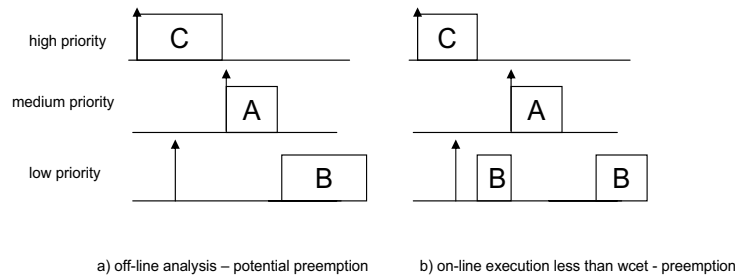 high priority
C
C
medium priority
A
A
low priority
B
B
B
a) off-line analysis – potential preemption
b) on-line execution less than wcet - preemption